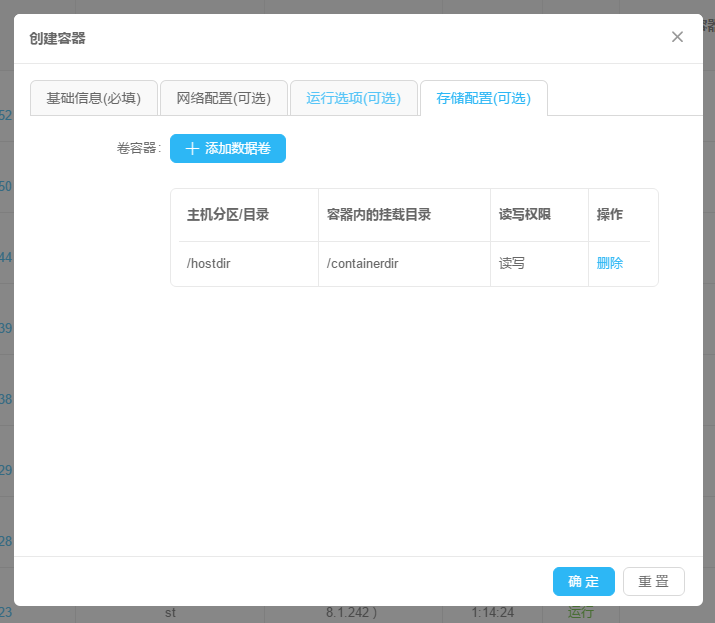 创建容器
基础信息(必填) 网络配置(可选) 运行选项(可选) 存储配置(可选)
卷容器: 添加数据卷
主机分区/目录 容器内的挂载目录 读写权限 操作
/hostdir /containerdir 读写 删除
确 定 重 置
52
50
44
39
38
29
28
23 st 8.1.242 ) 1:14:24 运行